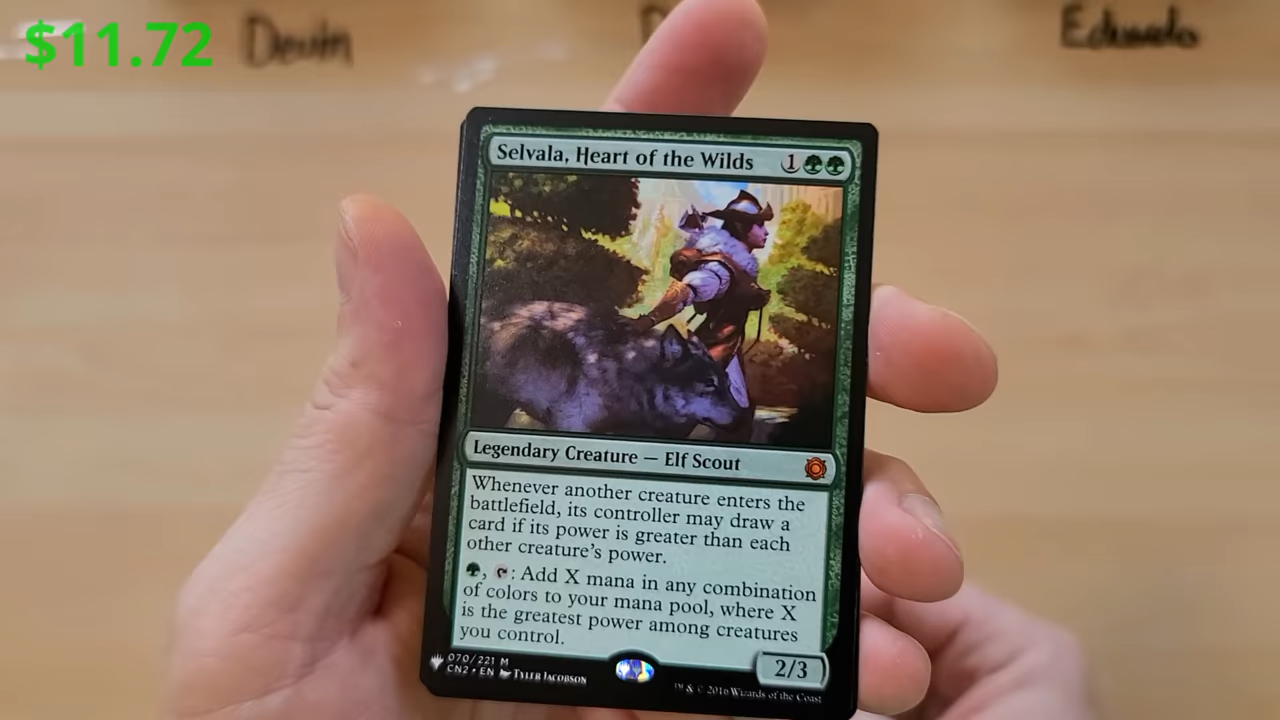 $11.72
Devin
Eduardo
Selvala, Heart of the Wilds 1
Legendary Creature — Elf Scout
Whenever another creature enters the
battlefield, its controller may draw a
card if its power is greater than each
other creature's power.
, : Add X mana in any combination
of colors to your mana pool, where X
is the greatest power among creatures
you control.
070/221 M
CN2 • EN Tyler Jacobson
2/3
™ & © 2016 Wizards of the Coast